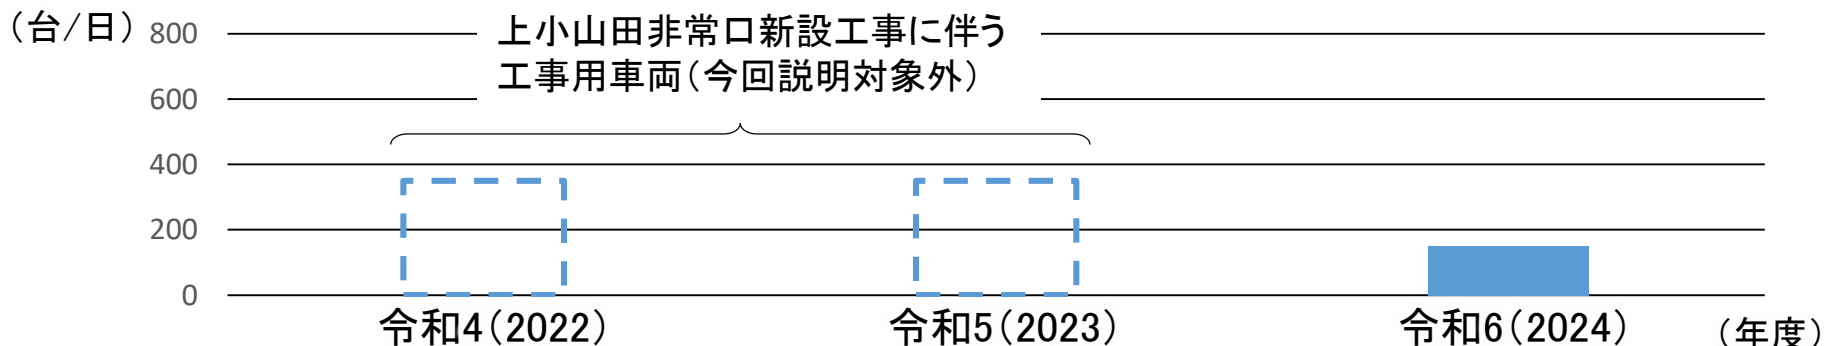 (台/日)
800
上小山田非常口新設工事に伴う
工事用車両(今回説明対象外)
600
400
200
0
令和4(2022)
令和5(2023)
令和6(2024)
(年度)